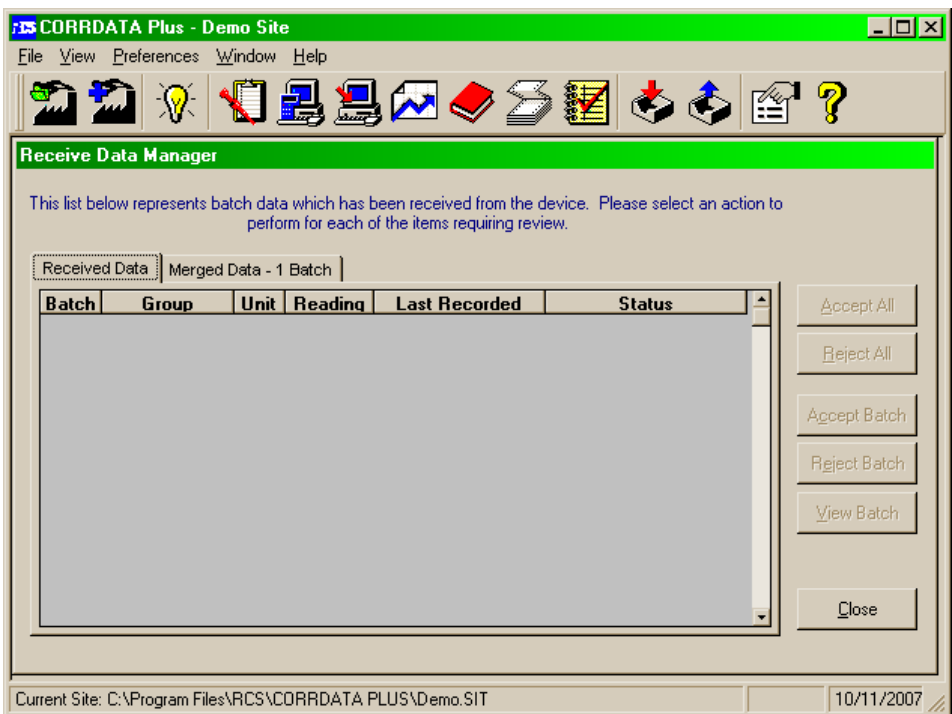 CORRDATA Plus - Demo Site
File View Preferences Window Help
Receive Data Manager
This list below represents batch data which has been received from the device. Please select an action to
perform for each of the items requiring review.
Received Data Merged Data - 1 Batch
Batch Group Unit Reading Last Recorded Status
Accept All
Reject All
Accept Batch
Reject Batch
View Batch
Close
Current Site: C:\Program Files\RCS\CORRDATA PLUS\Demo.SIT 10/11/2007